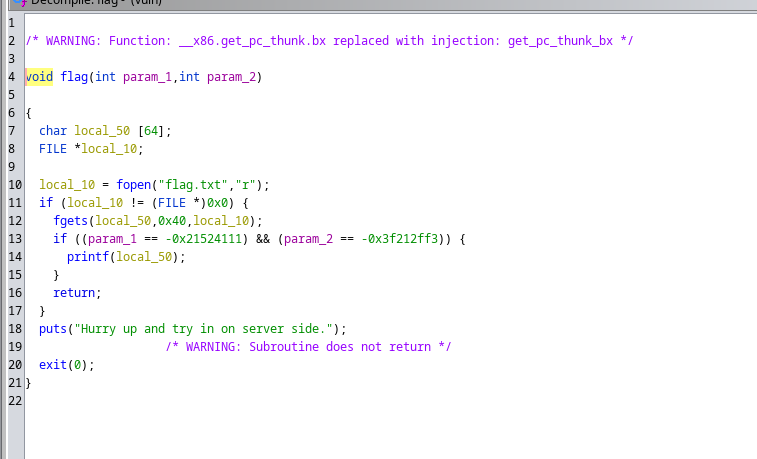 Decompile: flag - (vuln)
1
2 /* WARNING: Function: __x86.get_pc_thunk.bx replaced with injection: get_pc_thunk_bx */
3
4 void flag(int param_1,int param_2)
5
6 {
7 char local_50 [64];
8 FILE *local_10;
9
10 local_10 = fopen("flag.txt","r");
11 if (local_10 != (FILE *)0x0) {
12 fgets(local_50,0x40,local_10);
13 if ((param_1 == -0x21524111) && (param_2 == -0x3f212ff3)) {
14 printf(local_50);
15 }
16 return;
17 }
18 puts("Hurry up and try in on server side.");
19 /* WARNING: Subroutine does not return */
20 exit(0);
21 }
22